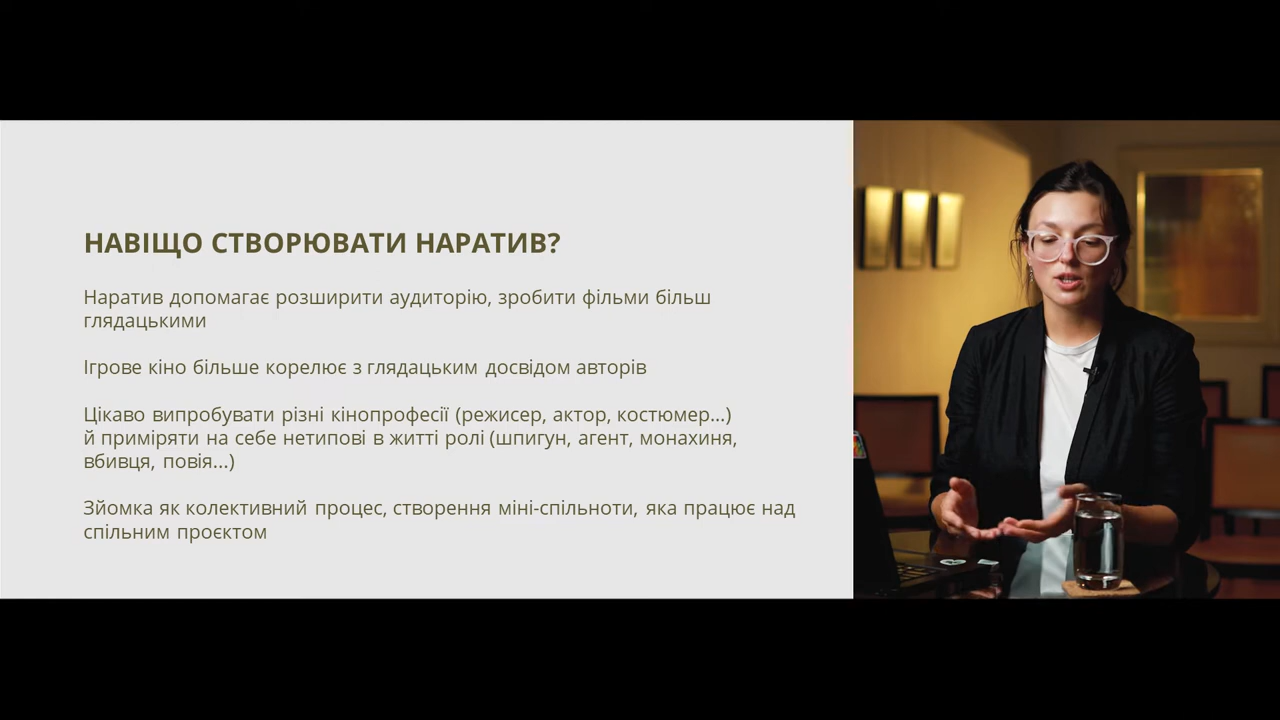 НАВІЩО СТВОРЮВАТИ НАРАТИВ?
Наратив допомагає розширити аудиторію, зробити фільми більш
глядацькими
Ігрове кіно більше корелює з глядацьким досвідом авторів
Цікаво випробувати різні кінопрофесії (режисер, актор, костюмер...)
й приміряти на себе нетипові в житті ролі (шпигун, агент, монахиня,
вбивця, повія...)
Зйомка як колективний процес, створення міні-спільноти, яка працює над
спільним проєктом